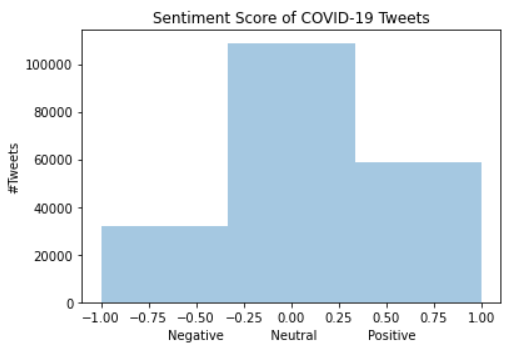 Sentiment Score of COVID-19 Tweets
100000
80000
60000
40000
20000
0
#Tweets
−1.00 −0.75 −0.50 −0.25 0.00 0.25 0.50 0.75 1.00
Negative Neutral Positive